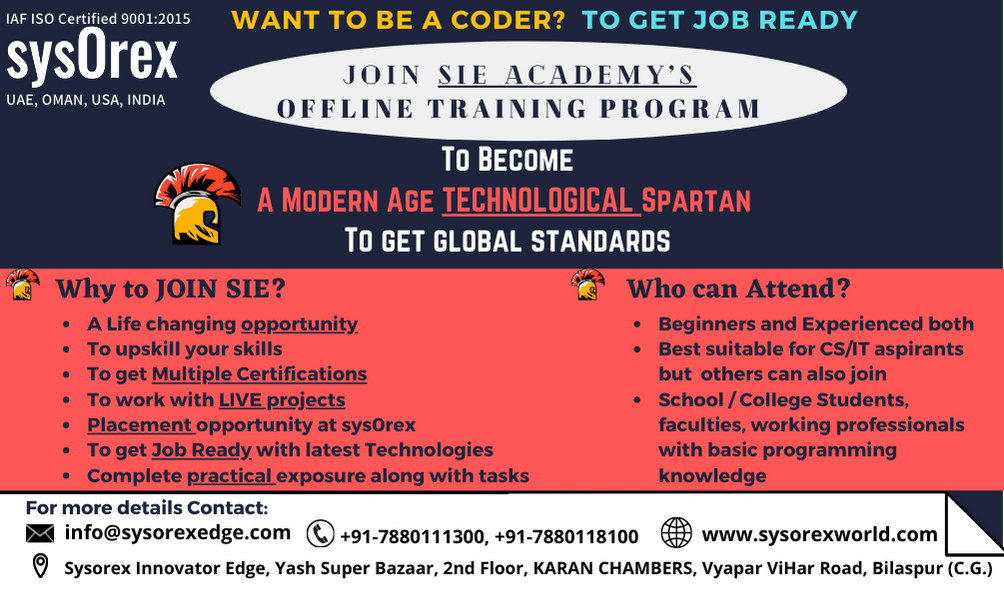 IAF ISO Certified 9001:2015
sysOrex
UAE, OMAN, USA, INDIA
WANT TO BE A CODER? TO GET JOB READY
JOIN SIE ACADEMY'S
OFFLINE TRAINING PROGRAM
To Become
A Modern Age TECHNOLOGICAL Spartan
To get global standards
Why to JOIN SIE?
• A Life changing opportunity
• To upskill your skills
• To get Multiple Certifications
• To work with LIVE projects
• Placement opportunity at sys0rex
• To get Job Ready with latest Technologies
• Complete practical exposure along with tasks
Who can Attend?
• Beginners and Experienced both
• Best suitable for CS/IT aspirants
but others can also join
• School / College Students,
faculties, working professionals
with basic programming
knowledge
For more details Contact:
info@sysorexedge.com
+91-7880111300, +91-7880118100
www.sysorexworld.com
Sysorex Innovator Edge, Yash Super Bazaar, 2nd Floor, KARAN CHAMBERS, Vyapar ViHar Road, Bilaspur (C.G.)